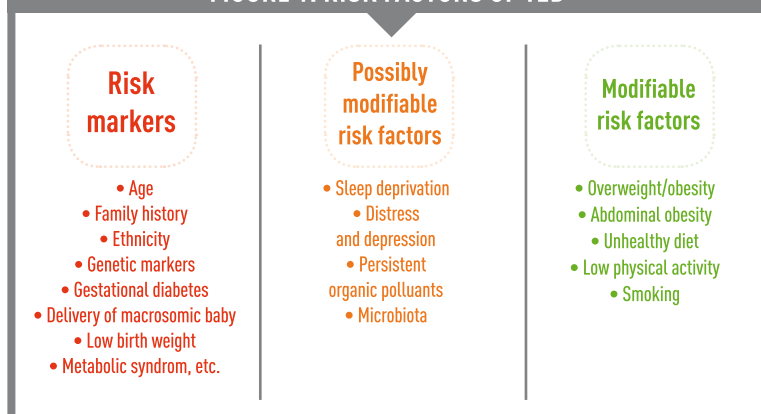 Risk
markers
• Age
• Family history
• Ethnicity
• Genetic markers
• Gestational diabetes
• Delivery of macrosomic baby
• Low birth weight
• Metabolic syndrom, etc.
Possibly
modifiable
risk factors
• Sleep deprivation
• Distress
and depression
• Persistent
organic polluants
• Microbiota
Modifiable
risk factors
• Overweight/obesity
• Abdominal obesity
• Unhealthy diet
• Low physical activity
• Smoking